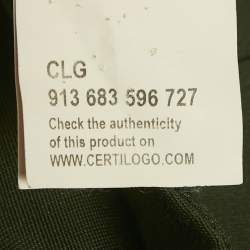 CLG
913 683 596 727
Check the authenticity
of this product on
WWW.CERTILOGO.COM